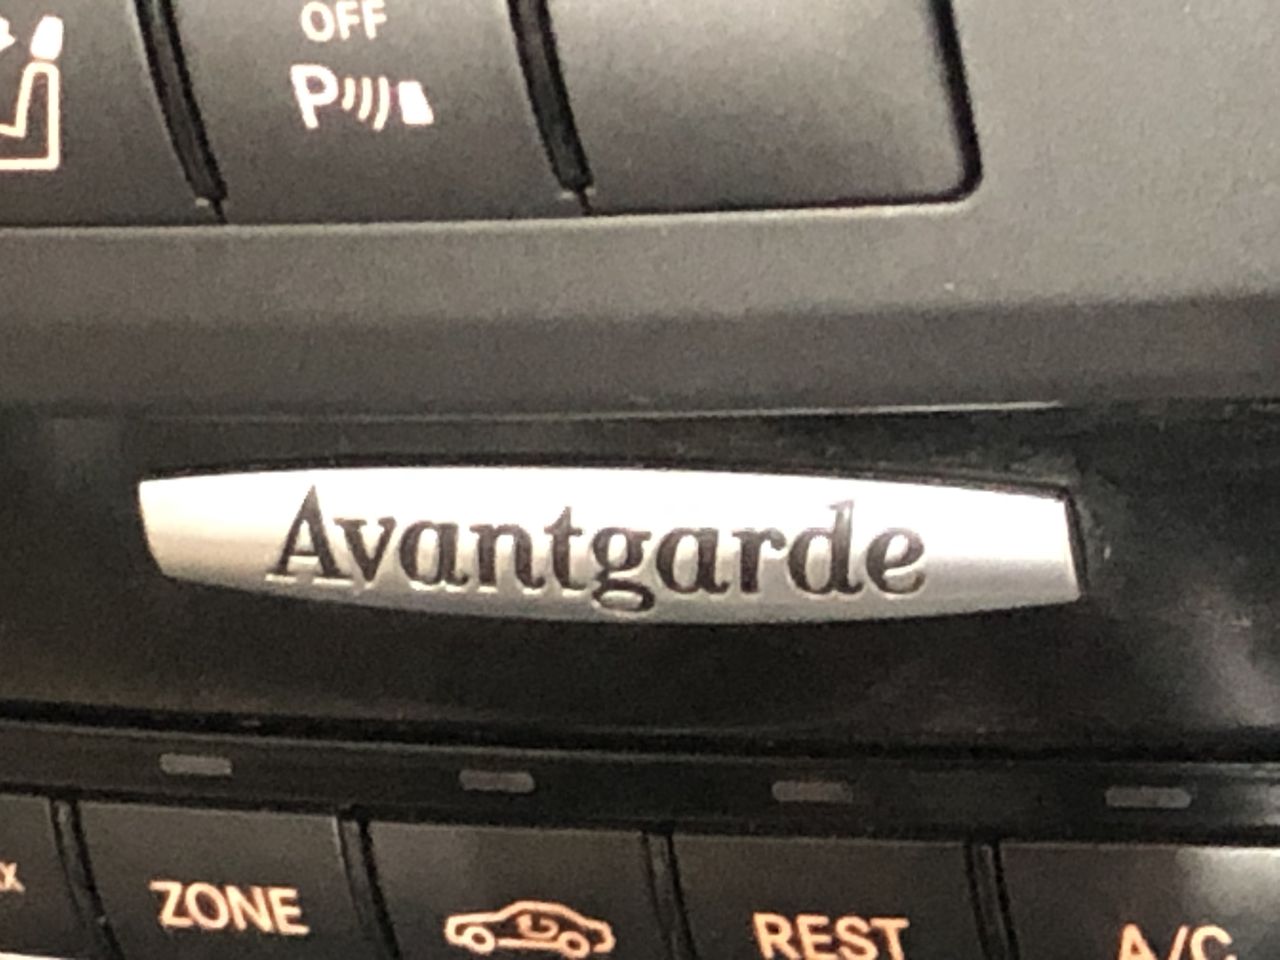 OFF
P
Avantgarde
ZONE
REST
A/C